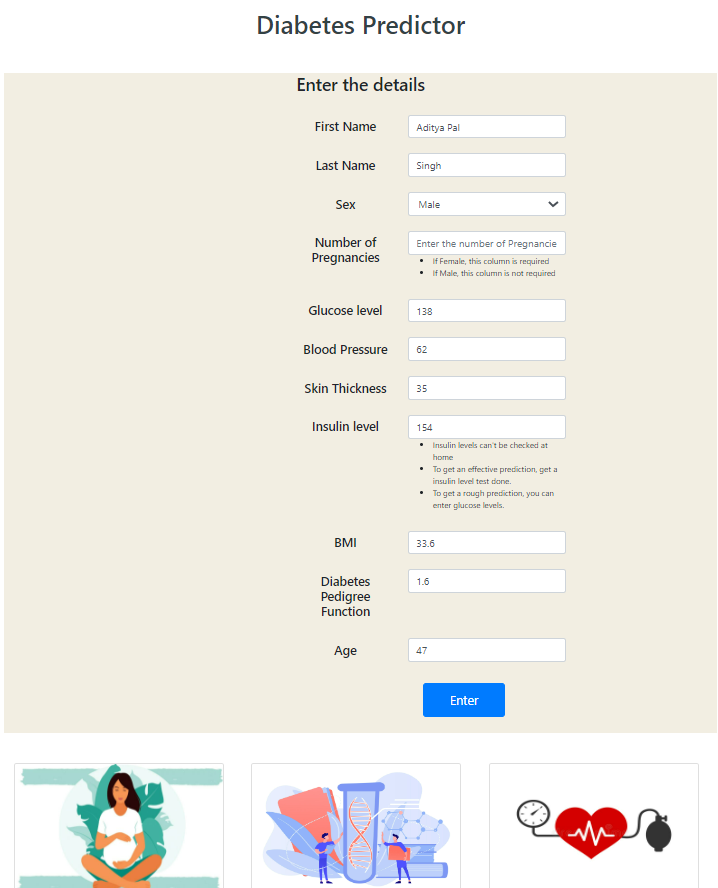 Diabetes Predictor
Enter the details
First Name
Aditya Pal
Last Name
Singh
Sex
Male
Number of
Pregnancies
Enter the number of Pregnancie
If Female, this column is required
If Male, this column is not required
Glucose level
138
Blood Pressure
62
Skin Thickness
35
Insulin level
154
Insulin levels can't be checked at
home
To get an effective prediction, get a
insulin level test done.
To get a rough prediction, you can
enter glucose levels.
BMI
33.6
Diabetes
Pedigree
Function
1.6
Age
47
Enter